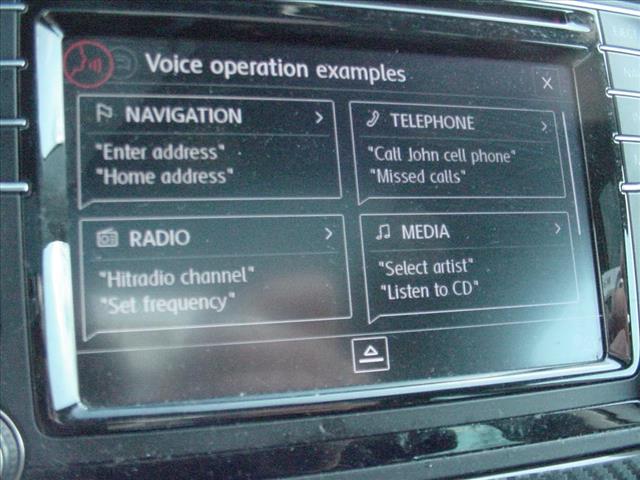 Voice operation examples
X
NAVIGATION
"Enter address"
"Home address"
TELEPHONE
"Call John cell phone"
"Missed calls"
RADIO
"Hitradio channel"
"Set frequency"
MEDIA
"Select artist"
"Listen to CD"